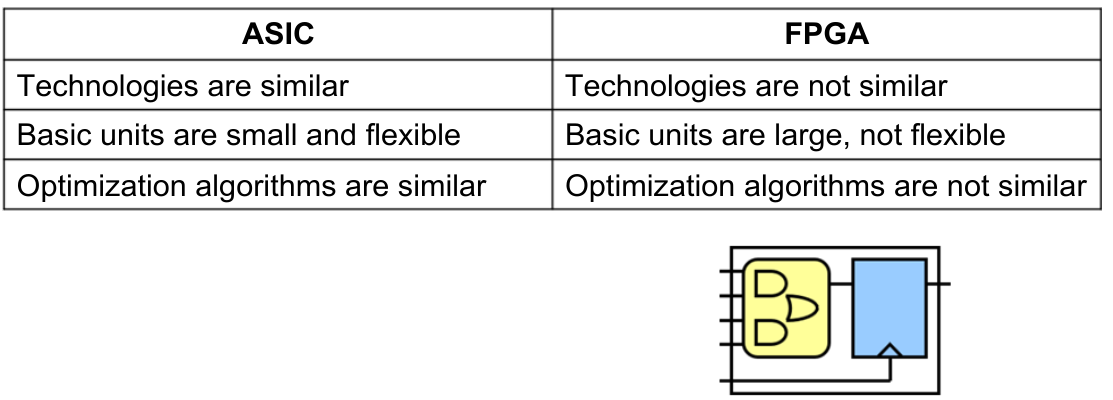 ASIC FPGA
Technologies are similar Technologies are not similar
Basic units are small and flexible Basic units are large, not flexible
Optimization algorithms are similar Optimization algorithms are not similar